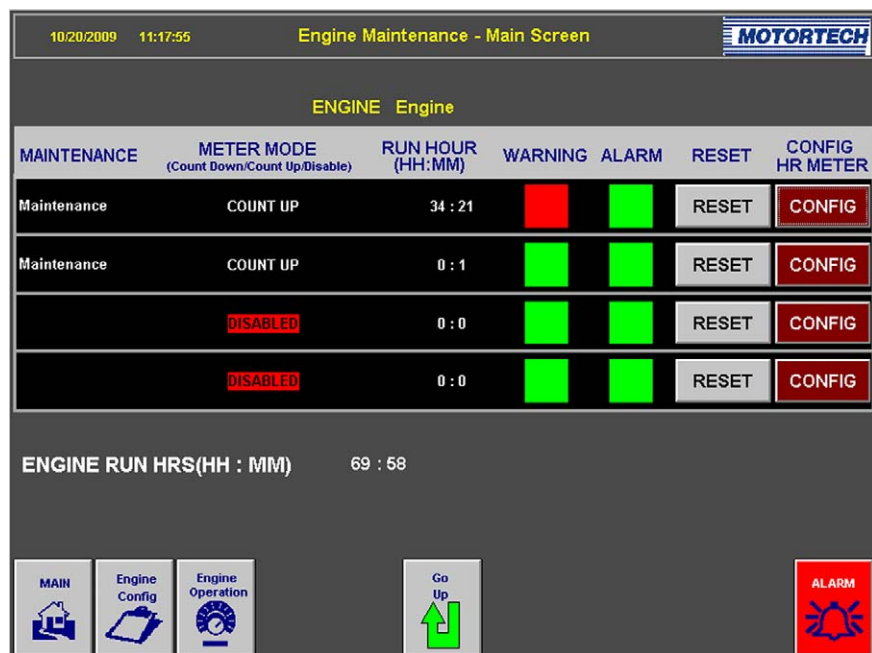 10/20/2009 11:17:55 Engine Maintenance - Main Screen MOTORTECH
ENGINE Engine
MAINTENANCE METER MODE (Count Down/Count Up/Disable) RUN HOUR (HH:MM) WARNING ALARM RESET CONFIG HR METER
Maintenance COUNT UP 34 : 21 RESET CONFIG
Maintenance COUNT UP 0 : 1 RESET CONFIG
DISABLED 0 : 0 RESET CONFIG
DISABLED 0 : 0 RESET CONFIG
ENGINE RUN HRS(HH : MM) 69 : 58
MAIN Engine Config Engine Operation Go Up ALARM